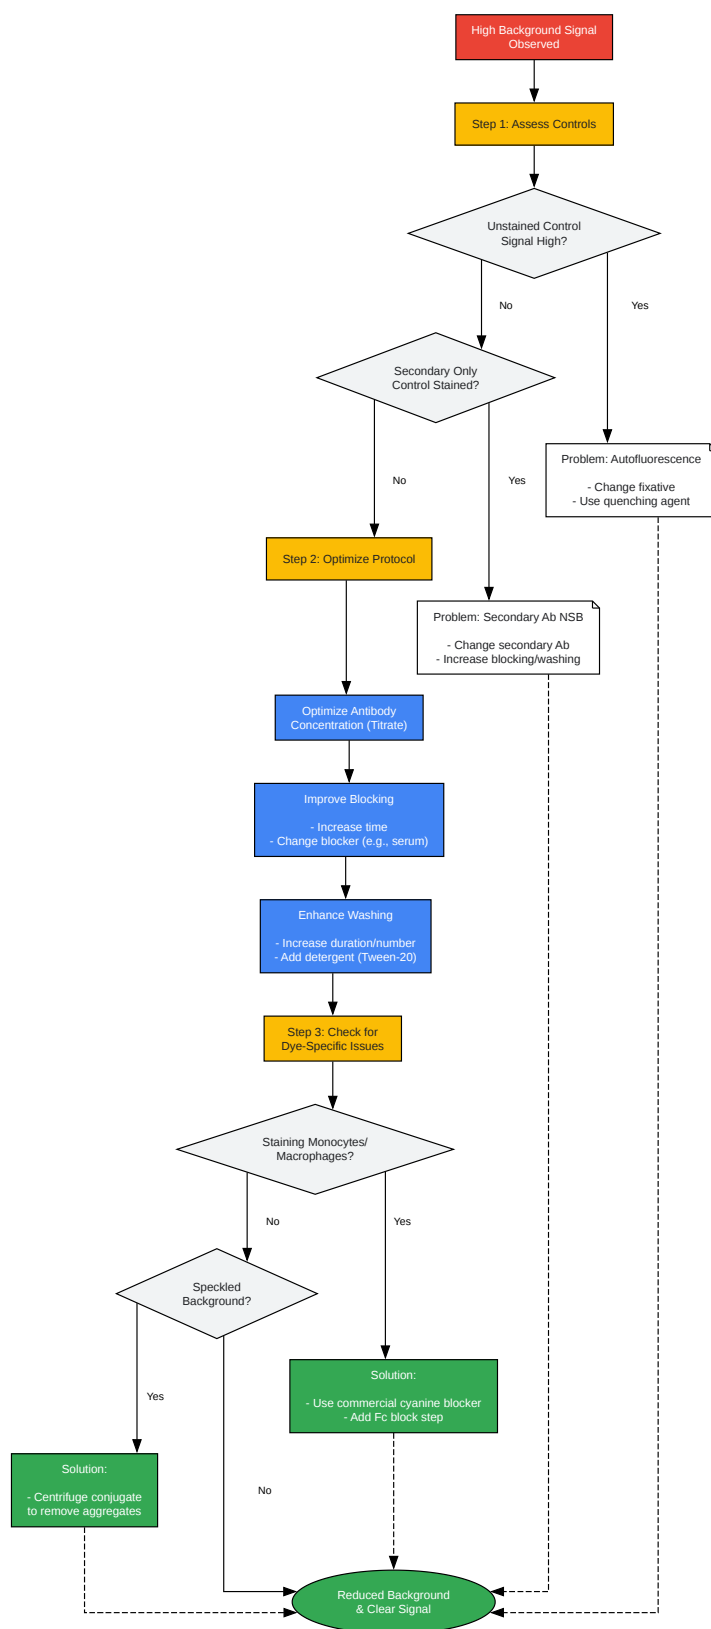 High Background Signal
Observed
Step 1: Assess Controls
Unstained Control
Signal High?
No
Yes
Secondary Only
Control Stained?
Problem: Autofluorescence
- Change fixative
- Use quenching agent
No
Yes
Step 2: Optimize Protocol
Problem: Secondary Ab NSB
- Change secondary Ab
- Increase blocking/washing
Optimize Antibody
Concentration (Titrate)
Improve Blocking
- Increase time
- Change blocker (e.g., serum)
Enhance Washing
- Increase duration/number
- Add detergent (Tween-20)
Step 3: Check for
Dye-Specific Issues
Staining Monocytes/
Macrophages?
No
Yes
Speckled
Background?
Solution:
- Use commercial cyanine blocker
- Add Fc block step
Yes
Solution:
- Centrifuge conjugate
to remove aggregates
No
Reduced Background
& Clear Signal